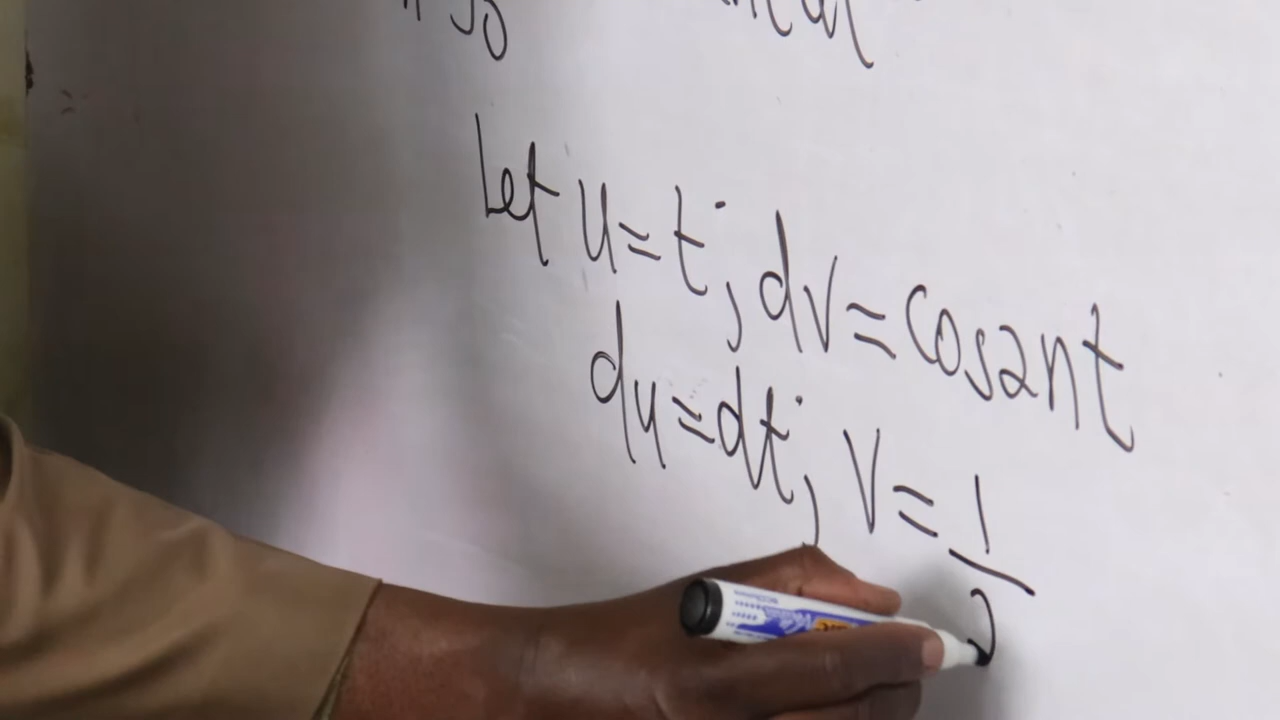 Let u = t, dv = cos2nt
du = dt, v = 1/2